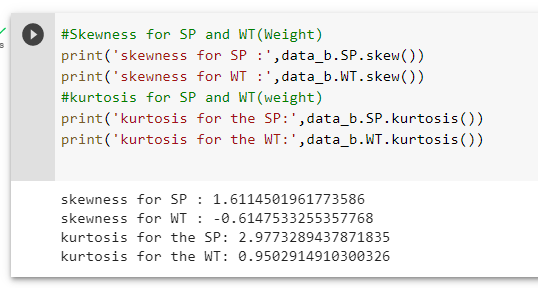 #Skewness for SP and WT(Weight)
print('skewness for SP :',data_b.SP.skew())
print('skewness for WT :',data_b.WT.skew())
#kurtosis for SP and WT(weight)
print('kurtosis for the SP:',data_b.SP.kurtosis())
print('kurtosis for the WT:',data_b.WT.kurtosis())
skewness for SP : 1.6114501961773586
skewness for WT : -0.6147533255357768
kurtosis for the SP: 2.9773289437871835
kurtosis for the WT: 0.9502914910300326